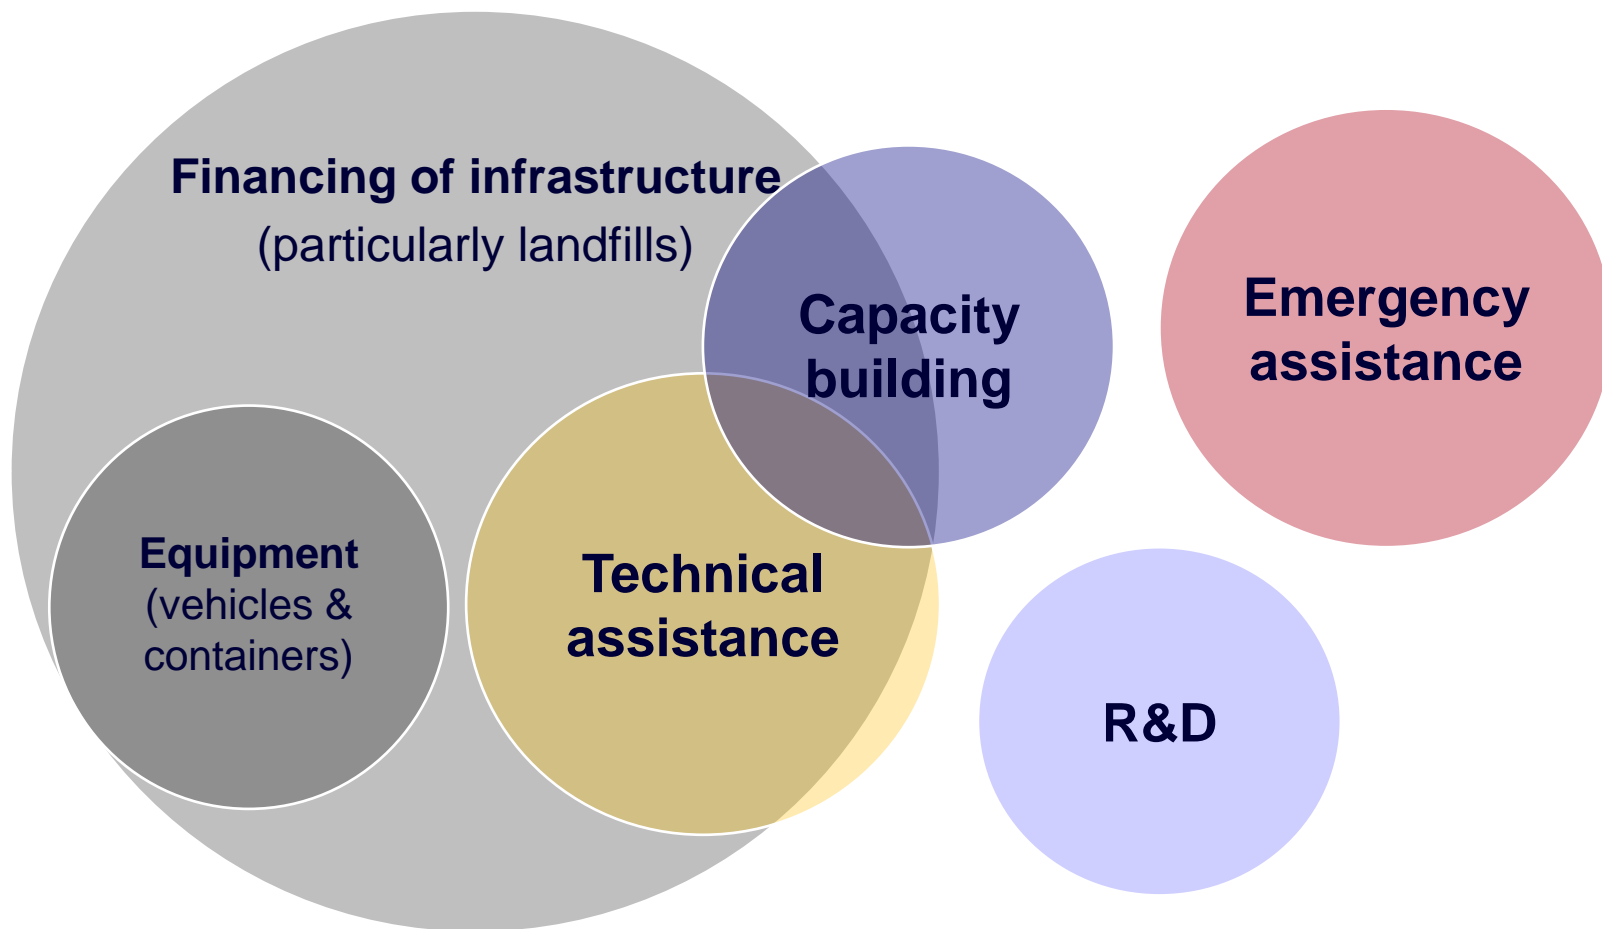 Financing of infrastructure
(particularly landfills)
Capacity
building
Emergency
assistance
Equipment
(vehicles &
containers)
Technical
assistance
R&D